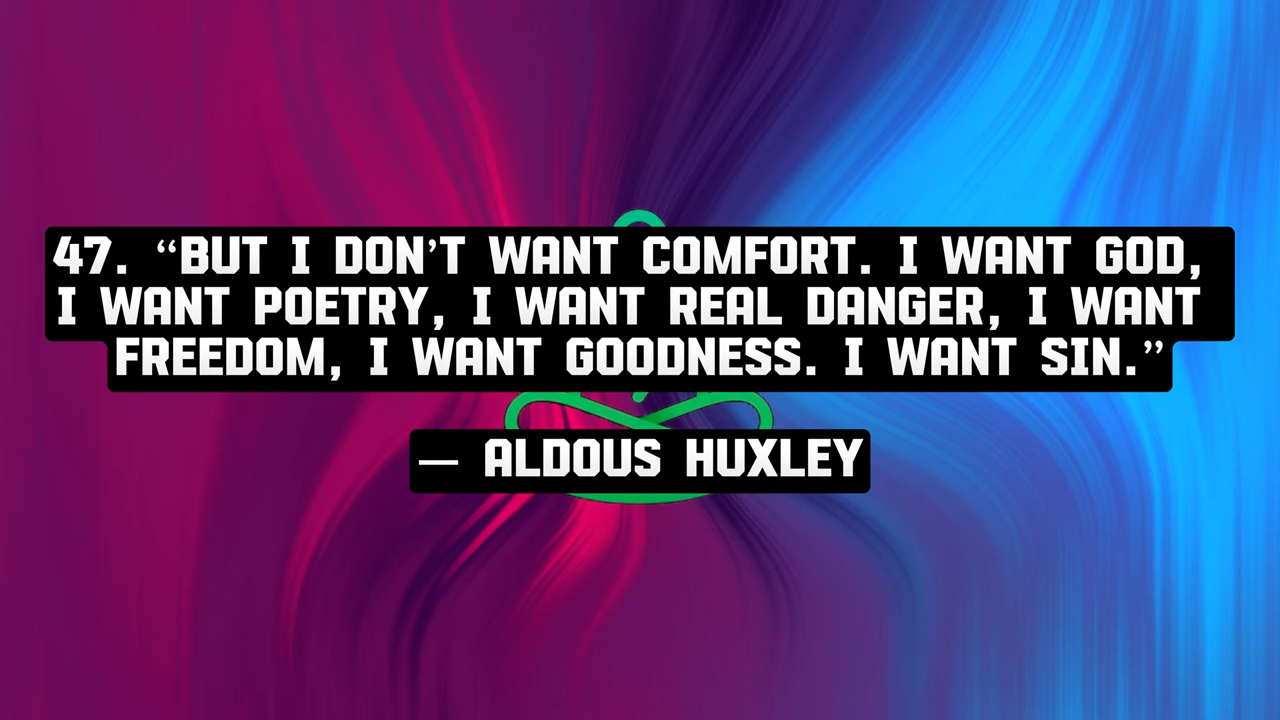 47. “BUT I DON’T WANT COMFORT. I WANT GOD,
I WANT POETRY, I WANT REAL DANGER, I WANT
FREEDOM, I WANT GOODNESS. I WANT SIN.”
— ALDOUS HUXLEY